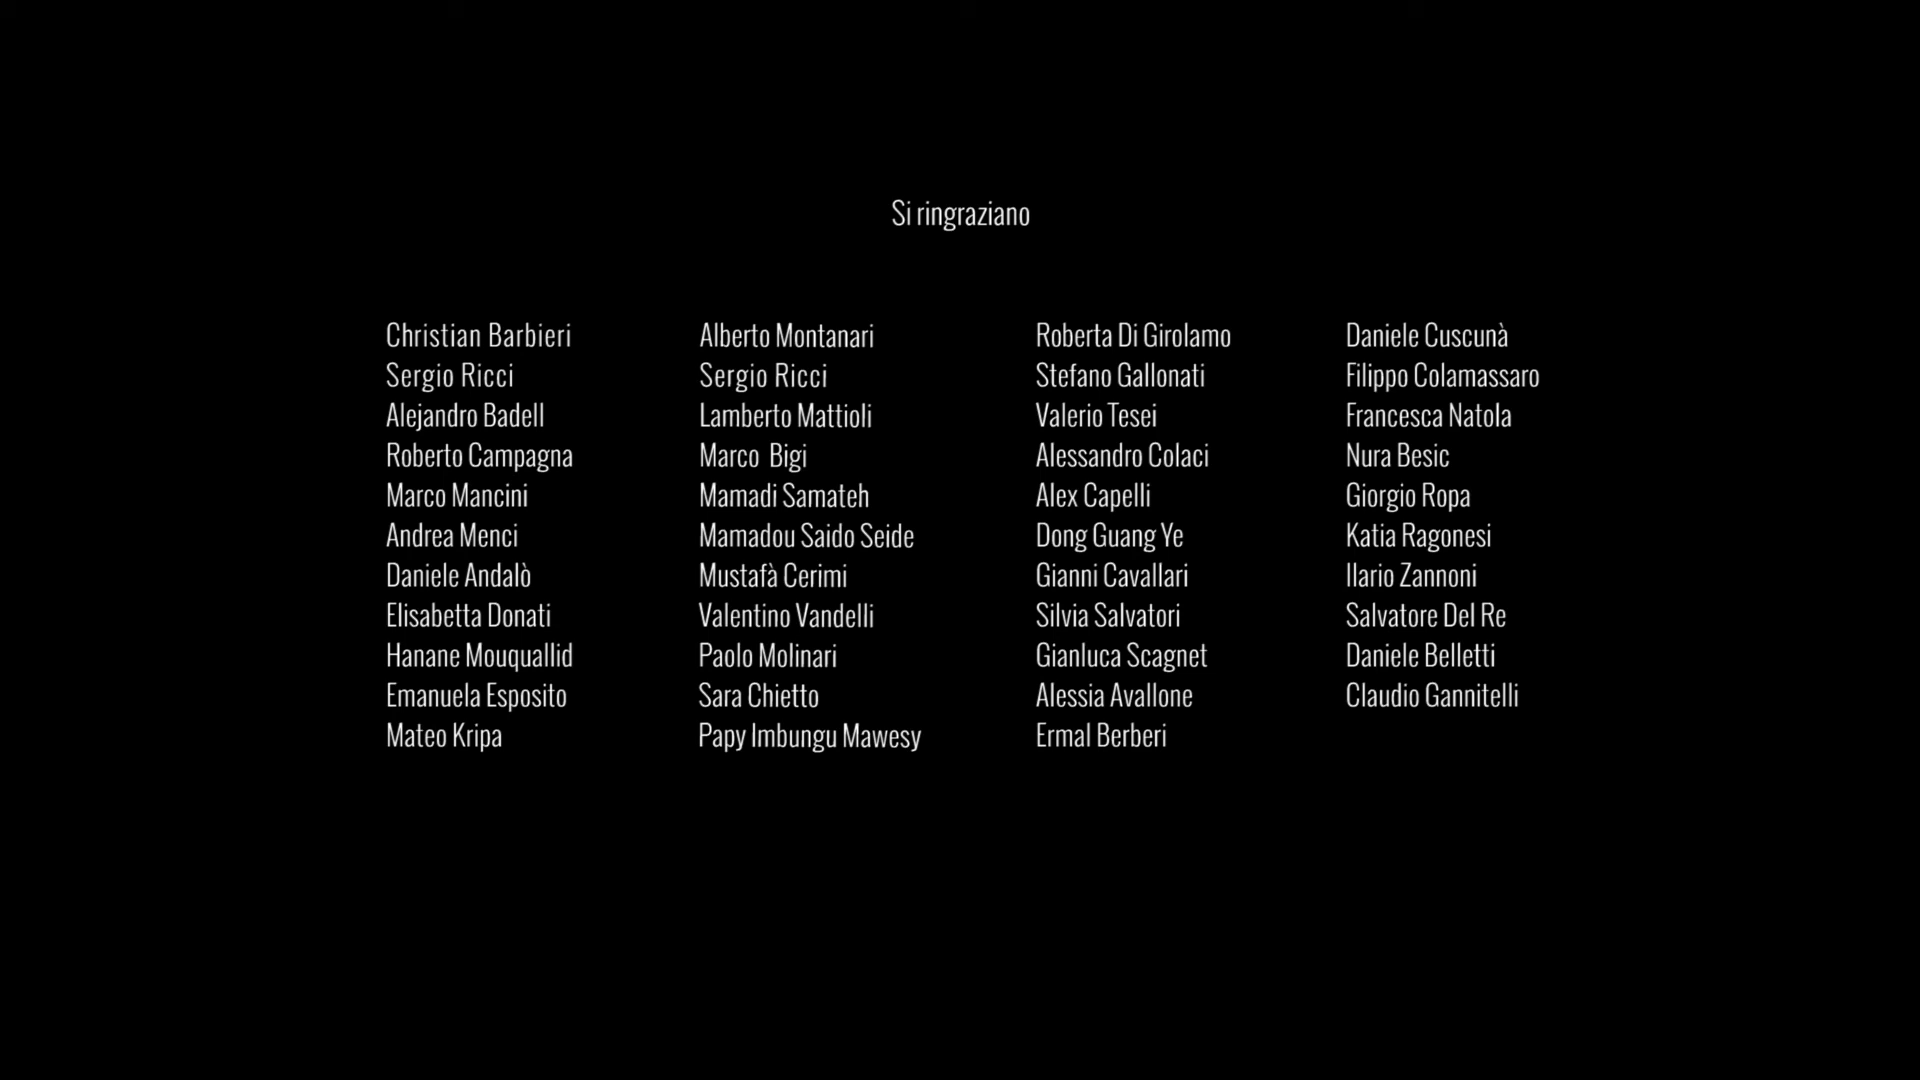 Si ringraziano
Christian Barbieri
Sergio Ricci
Alejandro Badell
Roberto Campagna
Marco Mancini
Andrea Menci
Daniele Andalò
Elisabetta Donati
Hanane Mouquallid
Emanuela Esposito
Mateo Kripa
Alberto Montanari
Sergio Ricci
Lamberto Mattioli
Marco Bigi
Mamadi Samateh
Mamadou Saido Seide
Mustafà Cerimi
Valentino Vandelli
Paolo Molinari
Sara Chietto
Papy Imbungu Mawesy
Roberta Di Girolamo
Stefano Gallonati
Valerio Tesei
Alessandro Colaci
Alex Capelli
Dong Guang Ye
Gianni Cavallari
Silvia Salvatori
Gianluca Scagnet
Alessia Avallone
Ermal Berberi
Daniele Cuscunà
Filippo Colamassaro
Francesca Natola
Nura Besic
Giorgio Ropa
Katia Ragonesi
Ilario Zannoni
Salvatore Del Re
Daniele Belletti
Claudio Gannitelli